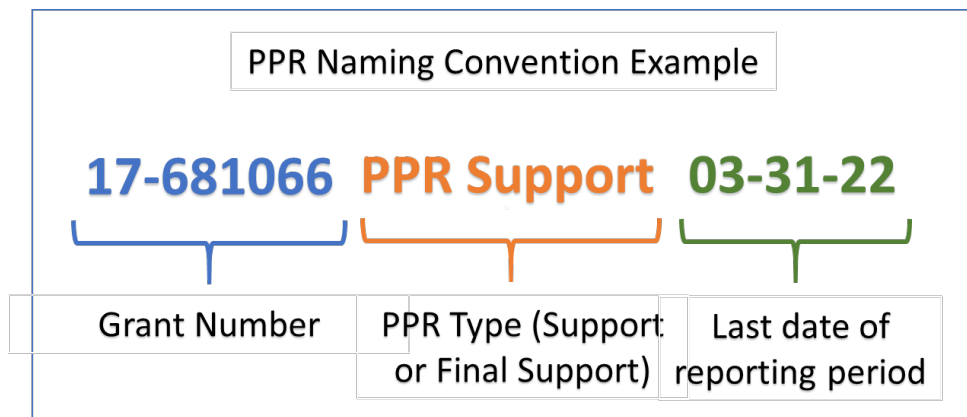 PPR Naming Convention Example
17-681066 PPR Support 03-31-22
Grant Number
PPR Type (Support
or Final Support)
Last date of
reporting period